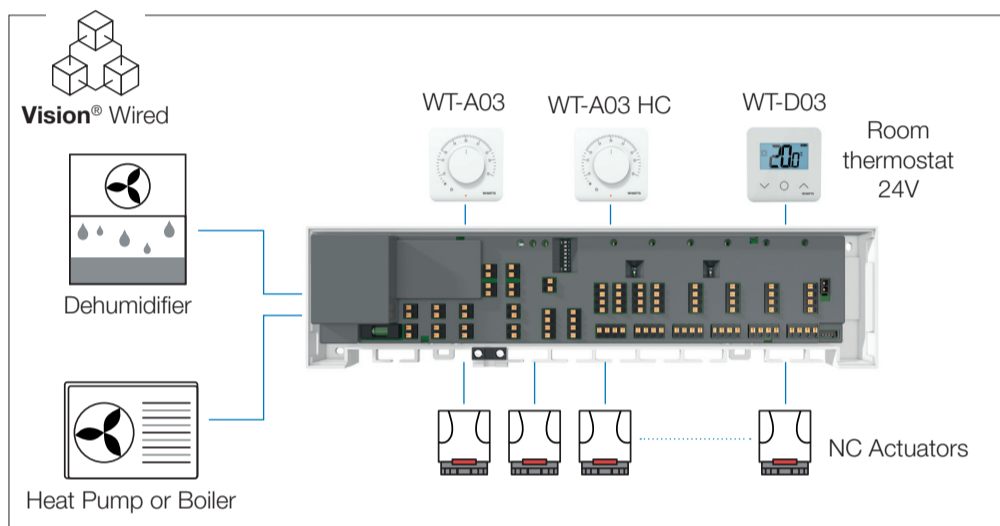 Vision® Wired
WT-A03
WT-A03 HC
WT-D03
Room
thermostat
24V
Dehumidifier
Heat Pump or Boiler
NC Actuators